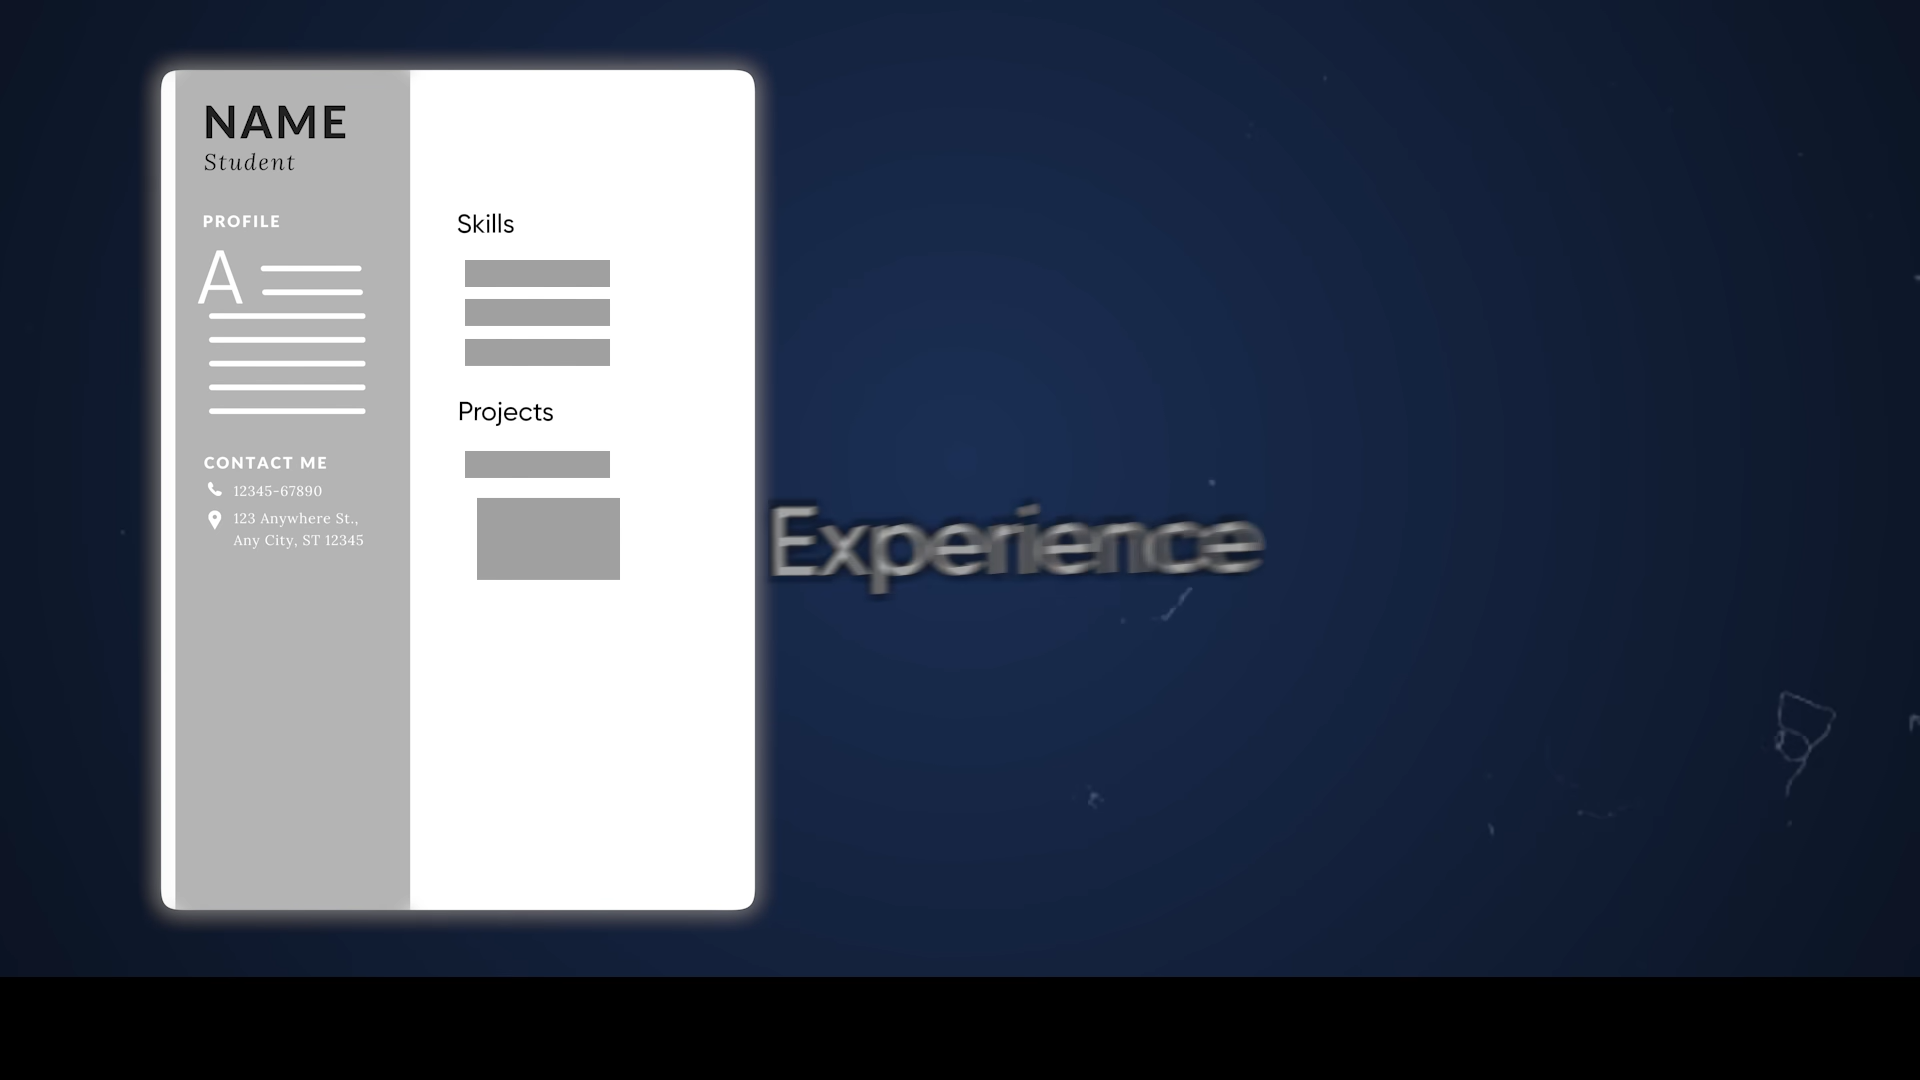 NAME
Student
PROFILE
A
CONTACT ME
12345-67890
123 Anywhere St.,
Any City, ST 12345
Skills
Projects
Experience